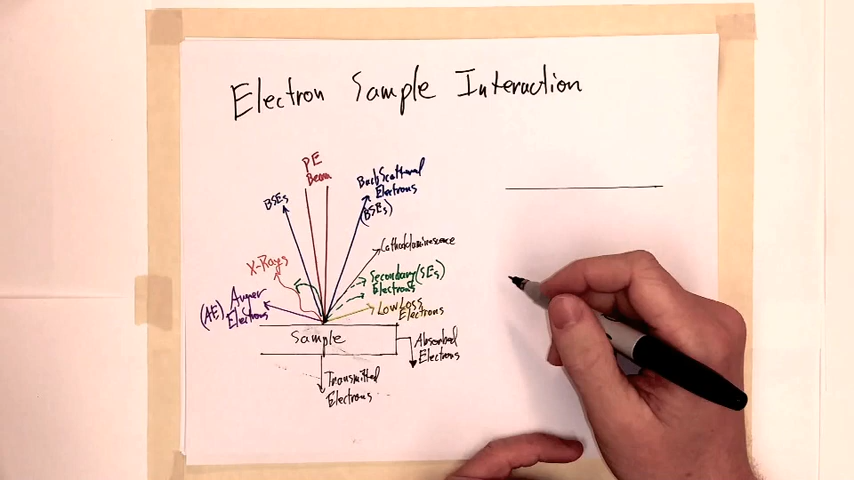 Electron Sample Interaction
PE
Beam
BSEs
BackScattered
Electrons
(BSEs)
X-Rays
Cathodoluminescence
Secondary (SEs)
Electrons
(AE) Auger
Electrons
Low Loss
Electrons
Sample
Absorbed
Electrons
Transmitted
Electrons